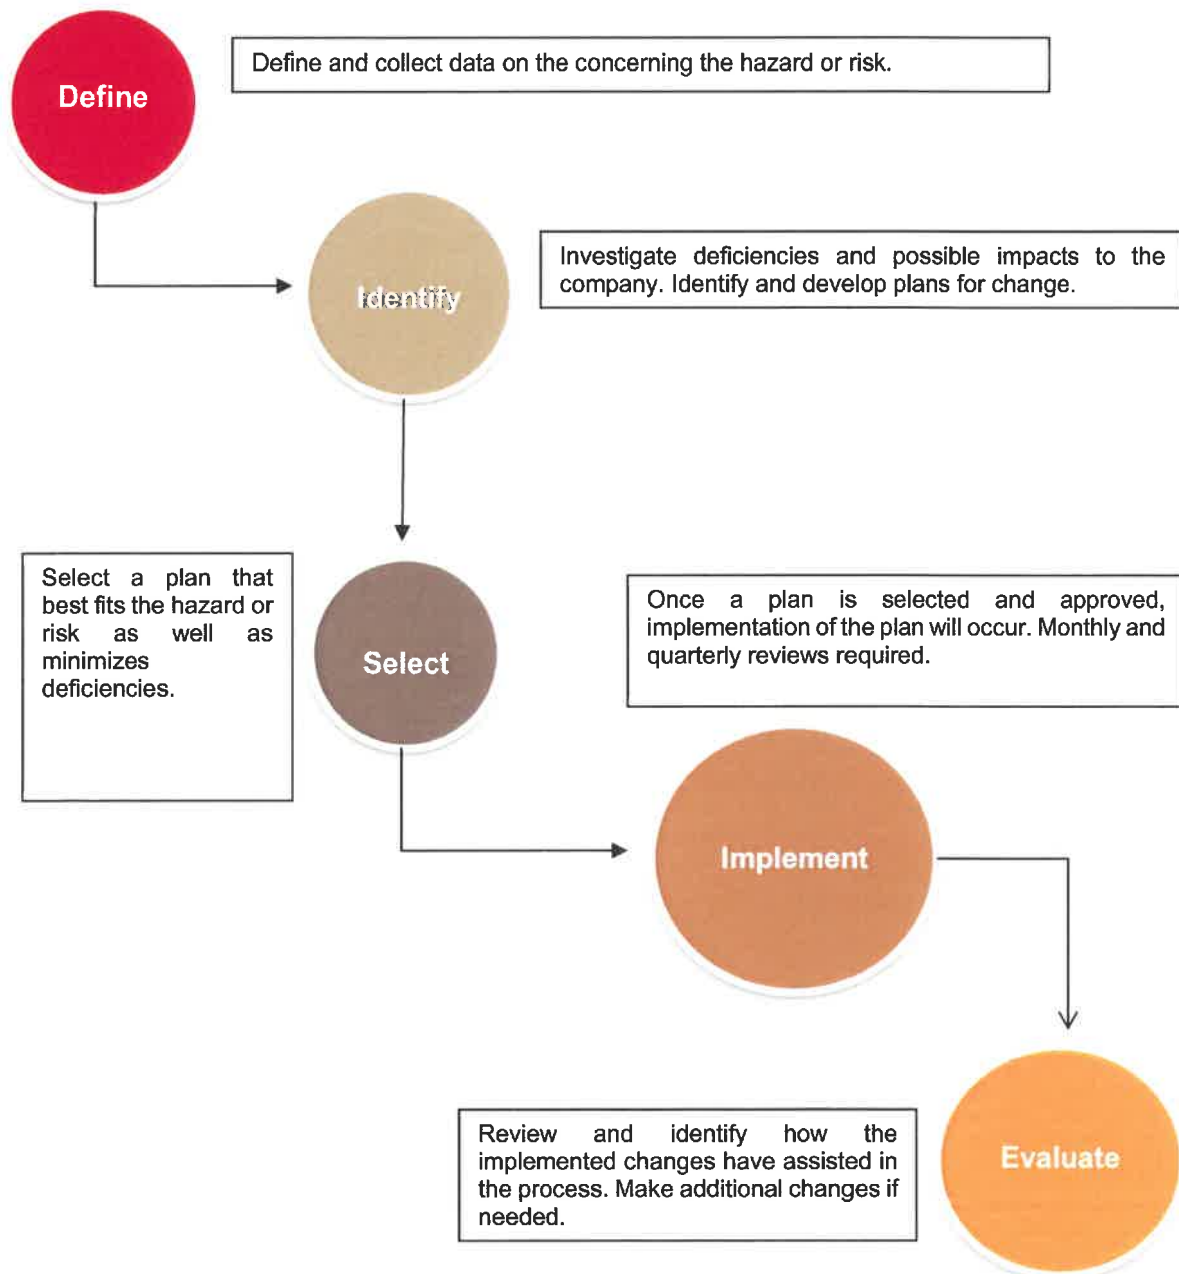 Define
Define and collect data on the concerning the hazard or risk.
Identify
Investigate deficiencies and possible impacts to the
company. Identify and develop plans for change.
Select a plan that
best fits the hazard or
risk as well as
minimizes
deficiencies.
Select
Once a plan is selected and approved,
implementation of the plan will occur. Monthly and
quarterly reviews required.
Implement
Review and identify how the
implemented changes have assisted in
the process. Make additional changes if
needed.
Evaluate